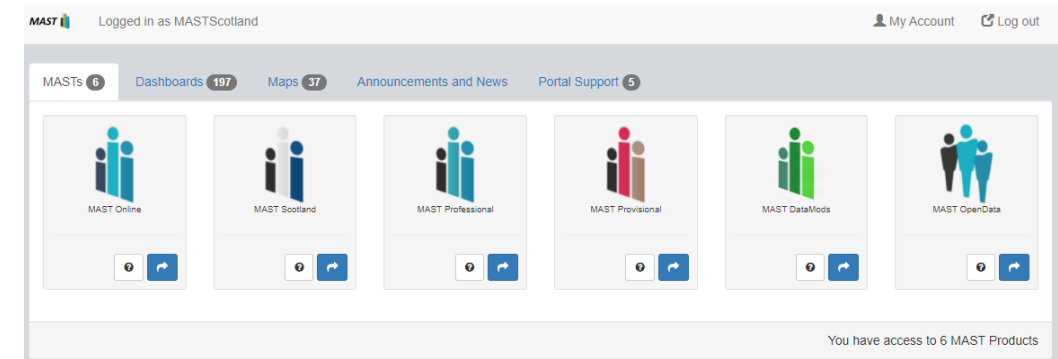 MAST Logged in as MASTScotland My Account Log out
MASTs 6 Dashboards 197 Maps 37 Announcements and News Portal Support 5
MAST Online MAST Scotland MAST Professional MAST Provisional MAST DataMods MAST OpenData
You have access to 6 MAST Products